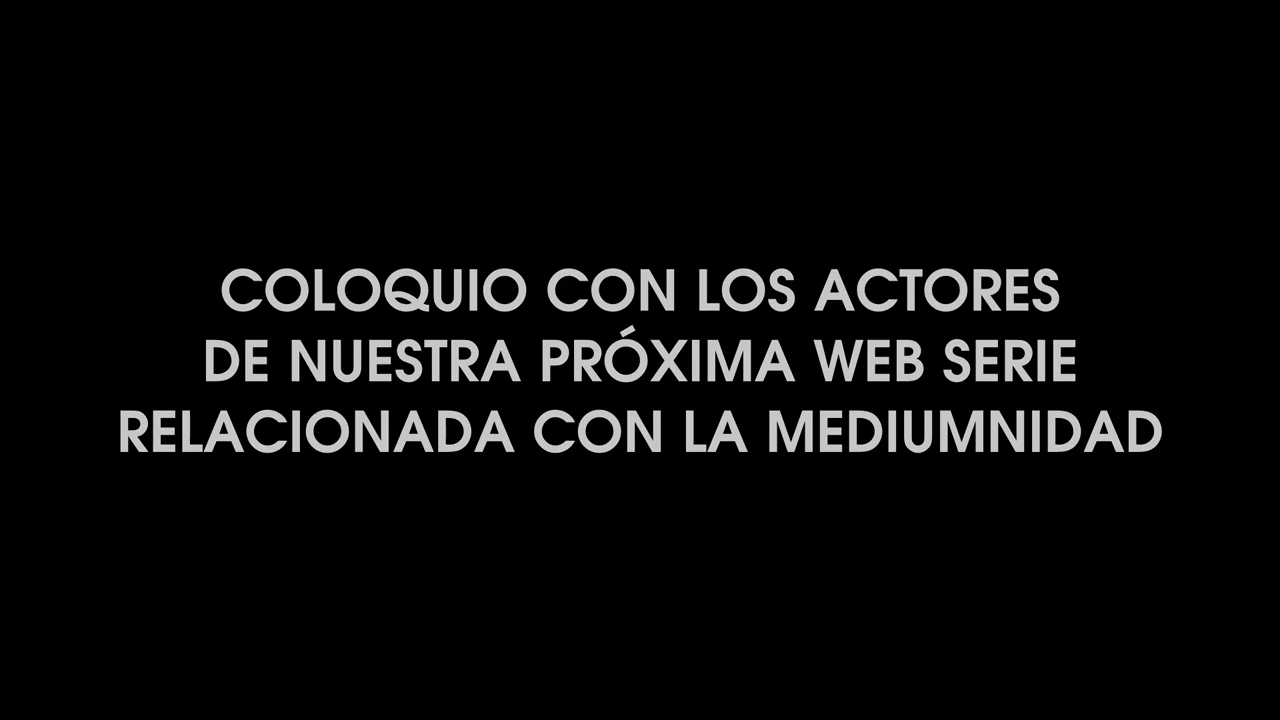 COLOQUIO CON LOS ACTORES
DE NUESTRA PRÓXIMA WEB SERIE
RELACIONADA CON LA MEDIUMNIDAD